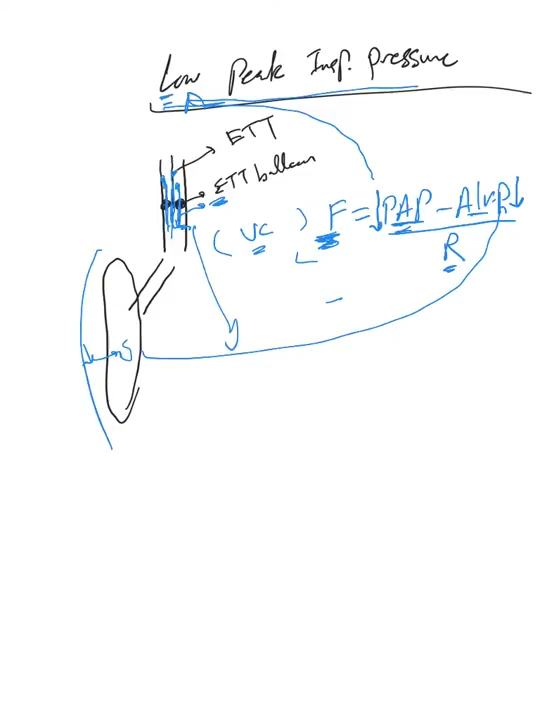 Low Peak Insp. pressure
ETT
ETT balloon
(VC) F = ↓PAP - Alv.P↓
R